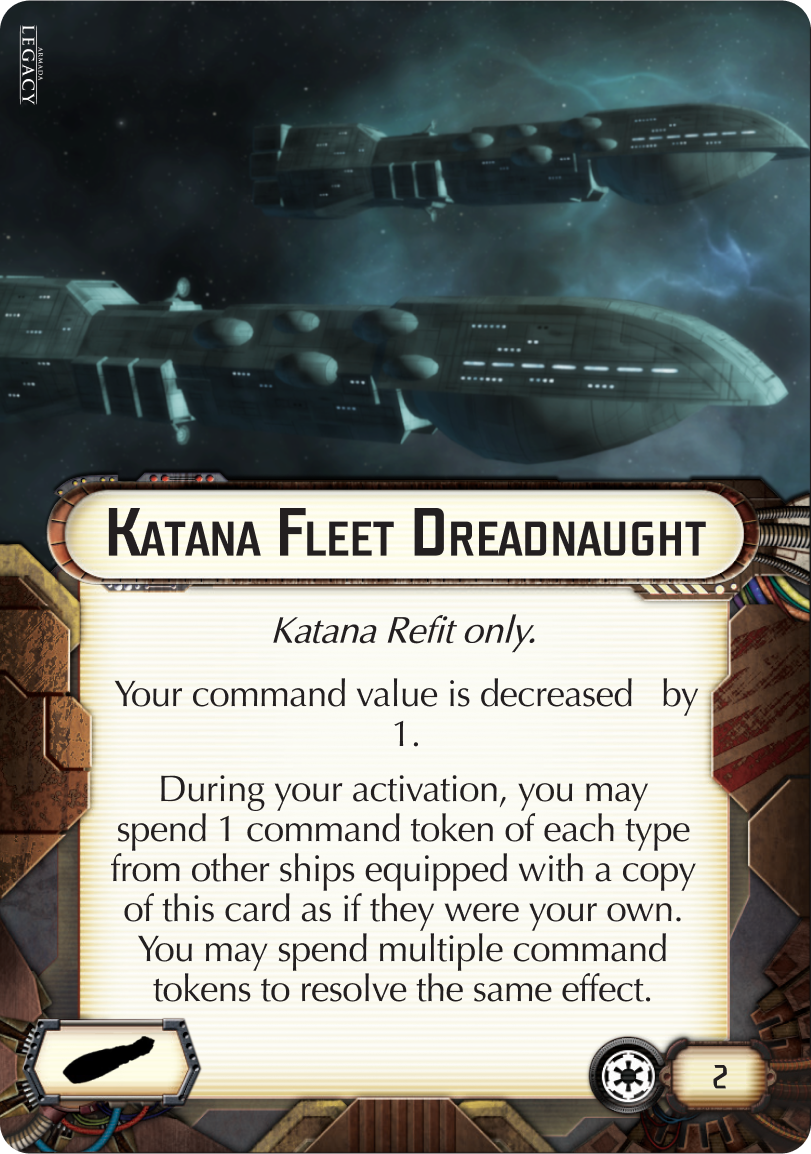 ARMADA
LEGACY
KATANA FLEET DREADNAUGHT
Katana Refit only.
Your command value is decreased by
1.
During your activation, you may
spend 1 command token of each type
from other ships equipped with a copy
of this card as if they were your own.
You may spend multiple command
tokens to resolve the same effect.
2